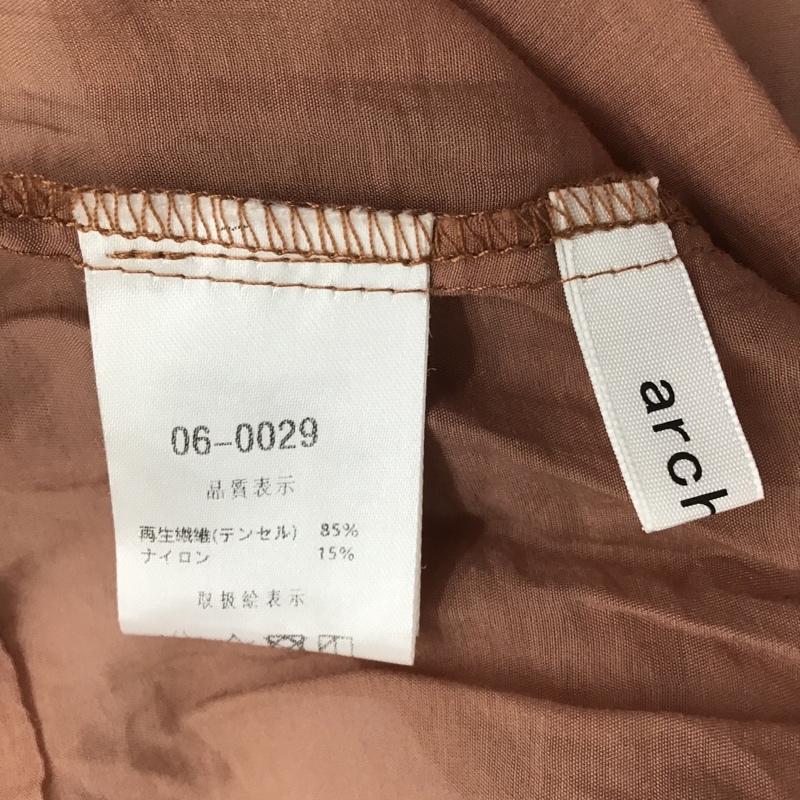 06-0029
品質表示
再生繊維(テンセル) 85%
ナイロン 15%
取扱絵表示
arch